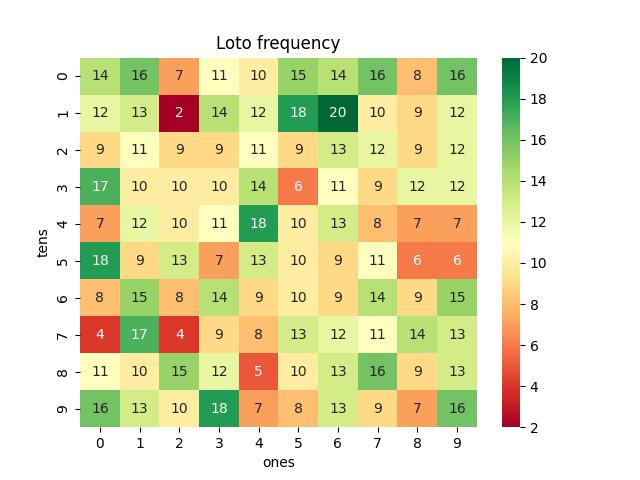 Loto frequency
0 14 16 7 11 10 15 14 16 8 16
1 12 13 2 14 12 18 20 10 9 12
2 9 11 9 9 11 9 13 12 9 12
3 17 10 10 10 14 6 11 9 12 12
4 7 12 10 11 18 10 13 8 7 7
5 18 9 13 7 13 10 9 11 6 6
6 8 15 8 14 9 10 9 14 9 15
7 4 17 4 9 8 13 12 11 14 13
8 11 10 15 12 5 10 13 16 9 13
9 16 13 10 18 7 8 13 9 7 16
0 1 2 3 4 5 6 7 8 9
ones
tens
20
18
16
14
12
10
8
6
4
2